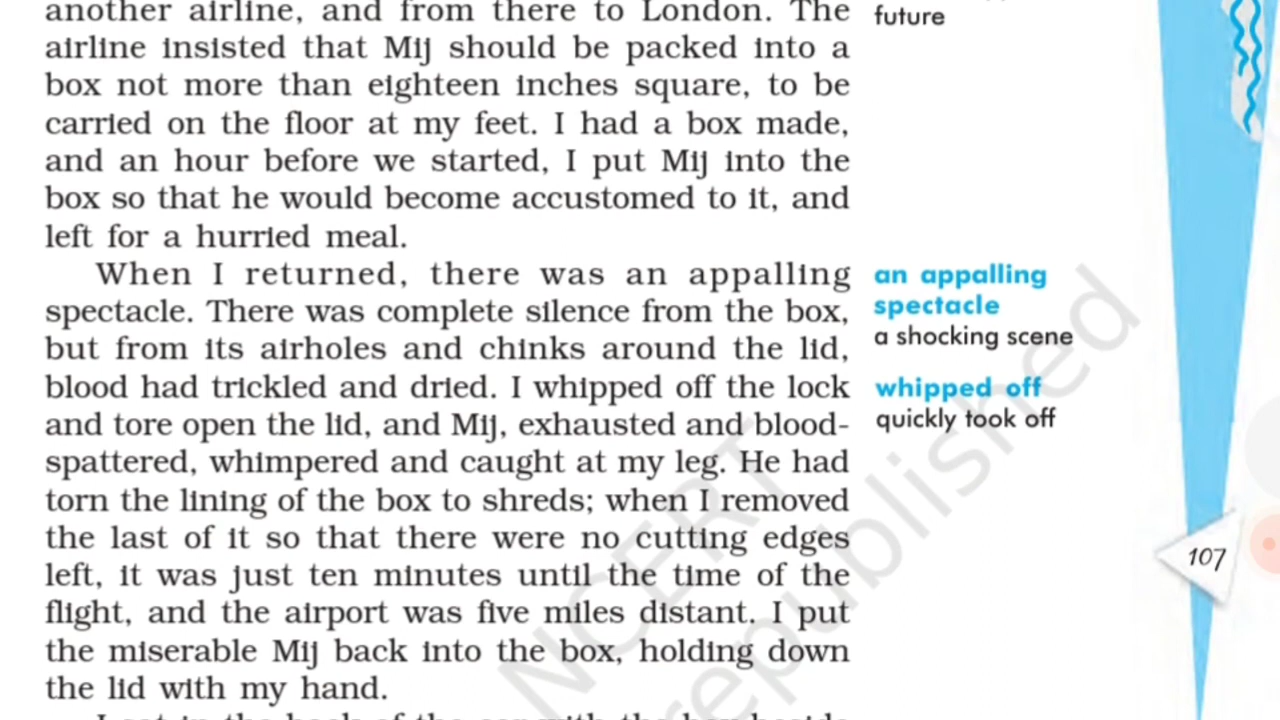 another airline, and from there to London. The
airline insisted that Mij should be packed into a
box not more than eighteen inches square, to be
carried on the floor at my feet. I had a box made,
and an hour before we started, I put Mij into the
box so that he would become accustomed to it, and
left for a hurried meal.
When I returned, there was an appalling
spectacle. There was complete silence from the box,
but from its airholes and chinks around the lid,
blood had trickled and dried. I whipped off the lock
and tore open the lid, and Mij, exhausted and blood-
spattered, whimpered and caught at my leg. He had
torn the lining of the box to shreds; when I removed
the last of it so that there were no cutting edges
left, it was just ten minutes until the time of the
flight, and the airport was five miles distant. I put
the miserable Mij back into the box, holding down
the lid with my hand.
future
an appalling
spectacle
a shocking scene
whipped off
quickly took off
107
NCERT
republished